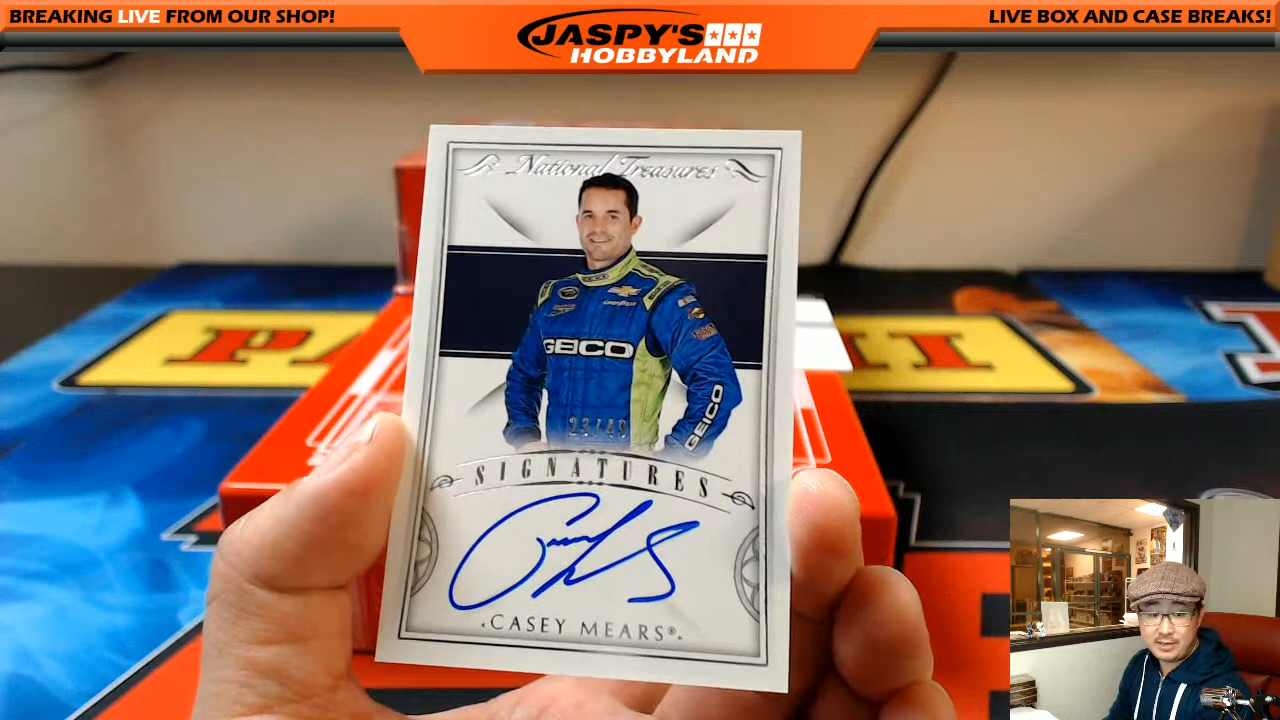 BREAKING LIVE FROM OUR SHOP!
JASPY'S
HOBBYLAND
LIVE BOX AND CASE BREAKS!
National Treasures
GEICO
GEICO
SIGNATURES
.CASEY MEARS®.